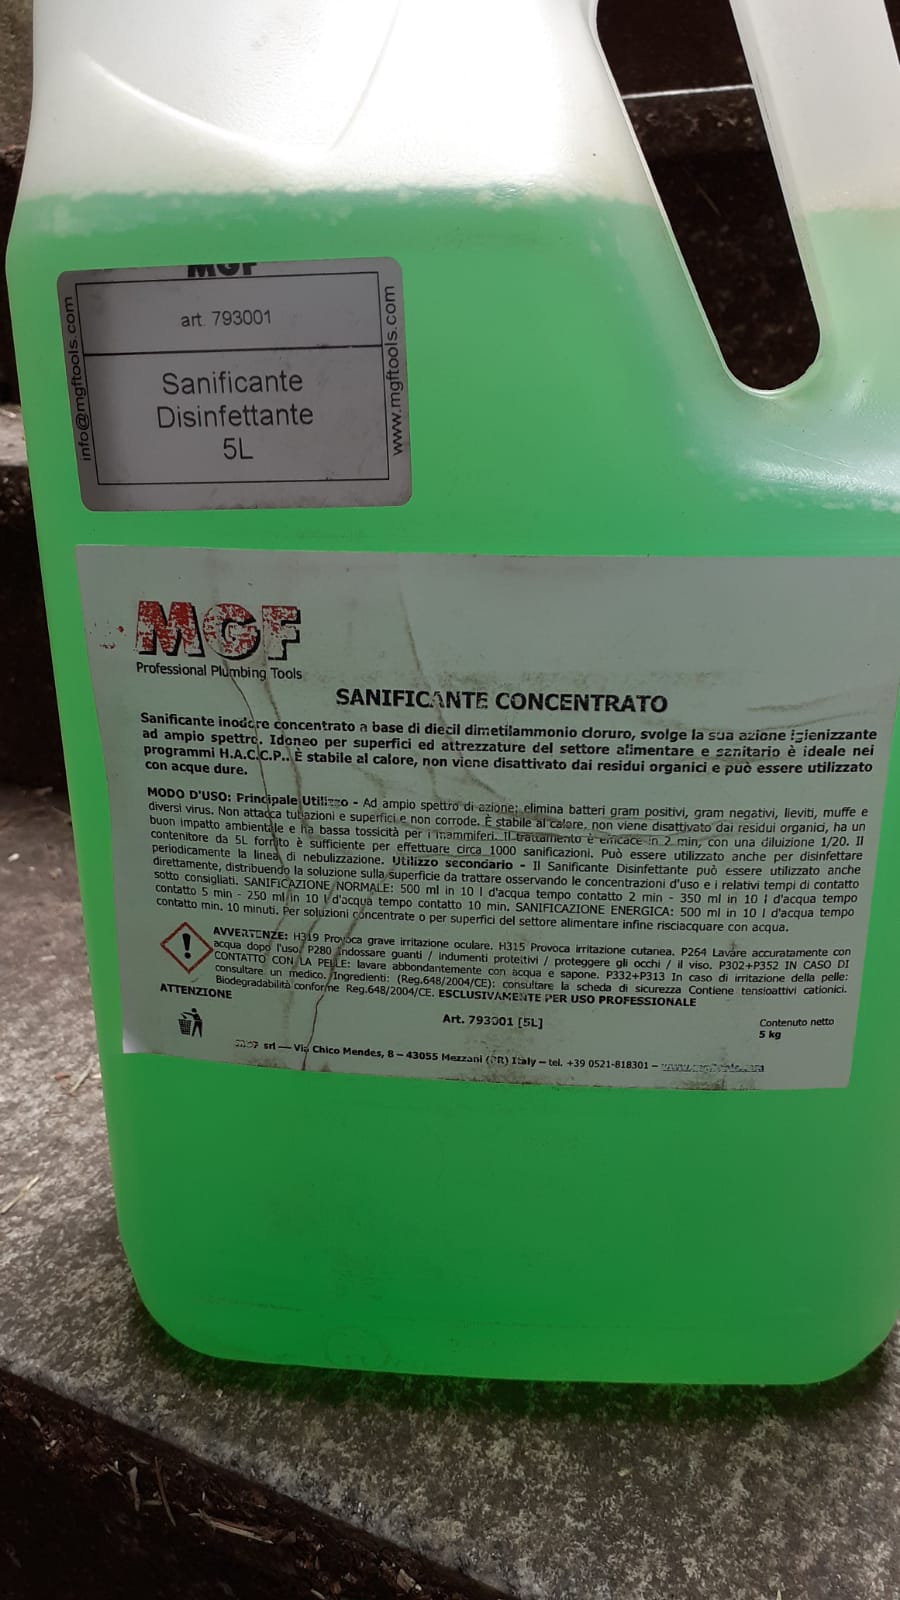 MGF
art. 793001
Sanificante
Disinfettante
5L
info@mgftools.com
www.mgftools.com
MGF
Professional Plumbing Tools
SANIFICANTE CONCENTRATO
Sanificante inodore concentrato a base di diecil dimetilammonio cloruro, svolge la sua azione igienizzante
ad ampio spettro. Idoneo per superfici ed attrezzature del settore alimentare e sanitario è ideale nei
programmi H.A.C.C.P.. È stabile al calore, non viene disattivato dai residui organici e può essere utilizzato
con acque dure.
MODO D'USO: Principale Utilizzo - Ad ampio spettro di azione: elimina batteri gram positivi, gram negativi, lieviti, muffe e
diversi virus. Non attacca tubazioni e superfici e non corrode. È stabile al calore, non viene disattivato dai residui organici, ha un
buon impatto ambientale e ha bassa tossicità per i mammiferi. Il trattamento è efficace in 2 min, con una diluizione 1/20. Il
contenitore da 5L fornito è sufficiente per effettuare circa 1000 sanificazioni. Può essere utilizzato anche per disinfettare
periodicamente la linea di nebulizzazione. Utilizzo secondario - Il Sanificante Disinfettante può essere utilizzato anche
direttamente, distribuendo la soluzione sulla superficie da trattare osservando le concentrazioni d'uso e i relativi tempi di contatto
sotto consigliati. SANIFICAZIONE NORMALE: 500 ml in 10 l d'acqua tempo contatto 2 min - 350 ml in 10 l d'acqua tempo
contatto 5 min - 250 ml in 10 l d'acqua tempo contatto 10 min. SANIFICAZIONE ENERGICA: 500 ml in 10 l d'acqua tempo
contatto min. 10 minuti. Per soluzioni concentrate o per superfici del settore alimentare infine risciacquare con acqua.
AVVERTENZE: H319 Provoca grave irritazione oculare. H315 Provoca irritazione cutanea. P264 Lavare accuratamente con
acqua dopo l'uso. P280 Indossare guanti / indumenti protettivi / proteggere gli occhi / il viso. P302+P352 IN CASO DI
CONTATTO CON LA PELLE: lavare abbondantemente con acqua e sapone. P332+P313 In caso di irritazione della pelle:
consultare un medico. Ingredienti: (Reg.648/2004/CE): consultare la scheda di sicurezza Contiene tensioattivi cationici.
Biodegradabilità conforme Reg.648/2004/CE. ESCLUSIVAMENTE PER USO PROFESSIONALE
ATTENZIONE
Art. 793001 [5L]
Contenuto netto
5 kg
MGF srl — Via Chico Mendes, 8 – 43055 Mezzani (PR) Italy – tel. +39 0521-818301 –